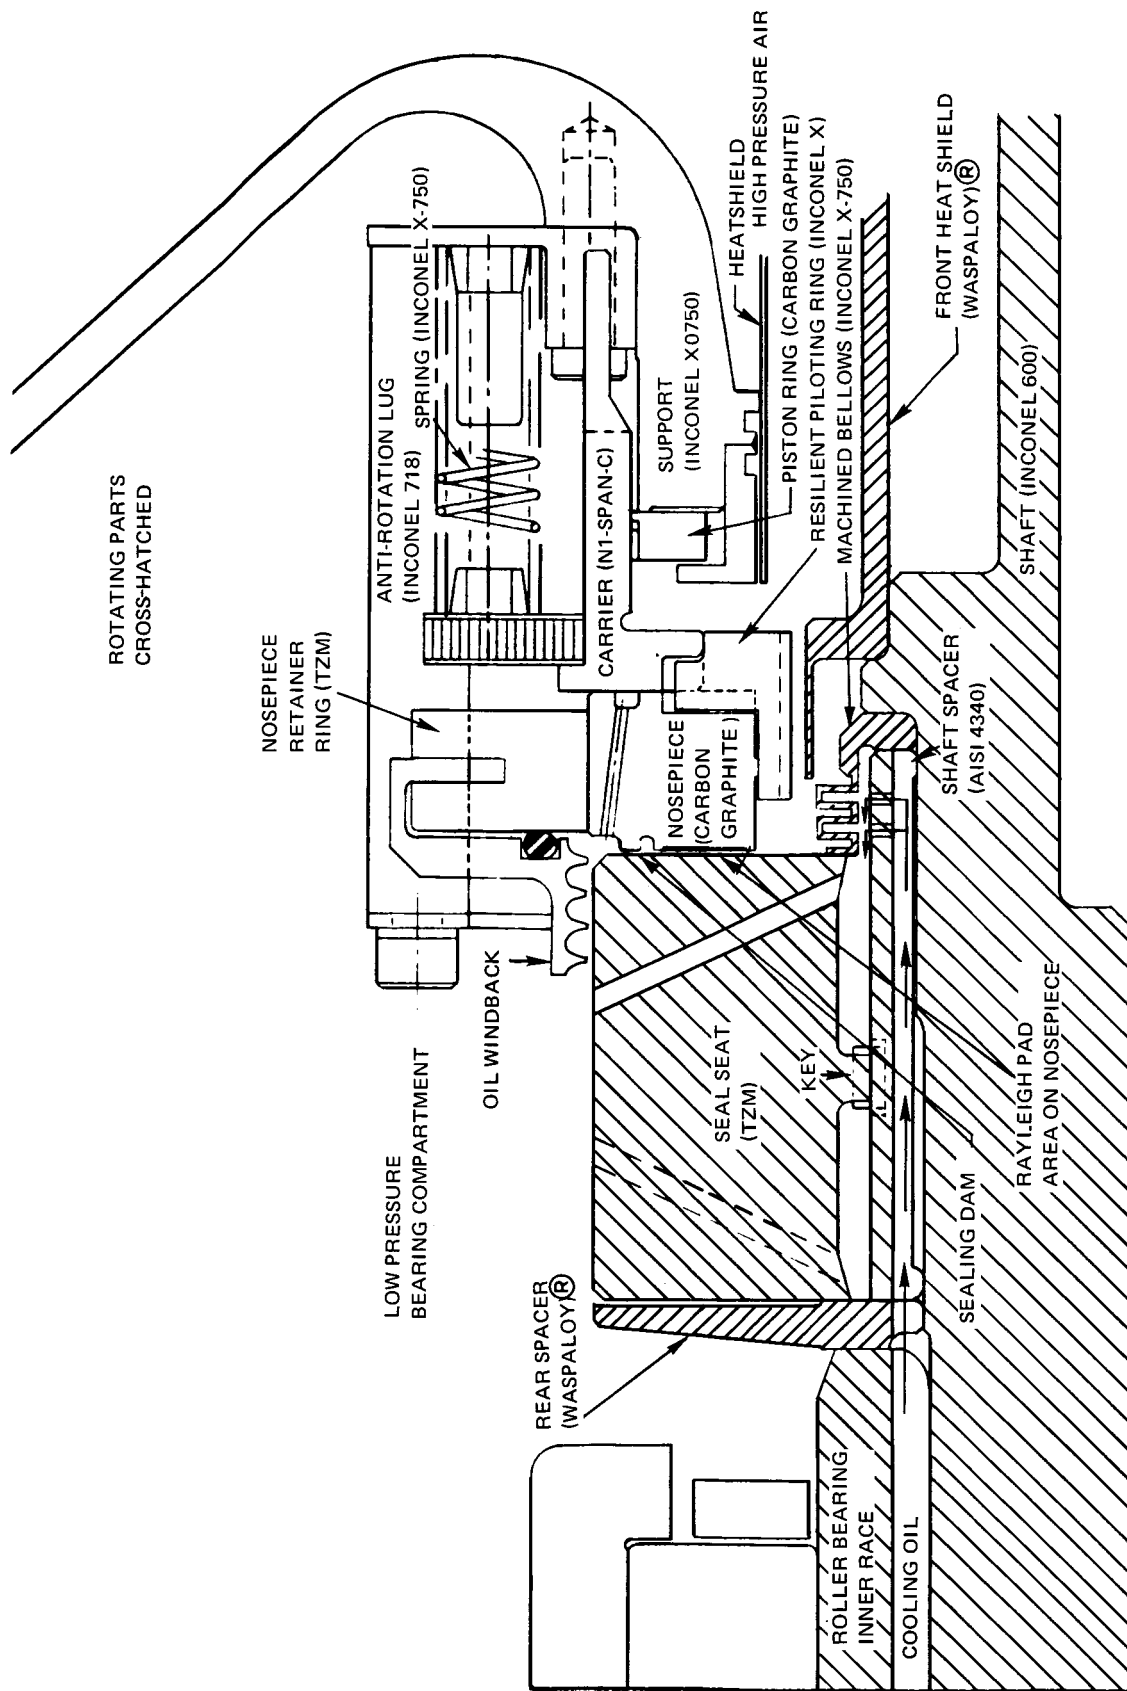 ROTATING PARTS
CROSS-HATCHED
NOSEPIECE
RETAINER
RING (TZM)
ANTI-ROTATION LUG
(INCONEL 718)
SPRING (INCONEL X-750)
LOW PRESSURE
BEARING COMPARTMENT
OIL WINDBACK
CARRIER (N1-SPAN-C)
SUPPORT
(INCONEL X0750)
HEATSHIELD
HIGH PRESSURE AIR
PISTON RING (CARBON GRAPHITE)
RESILIENT PILOTING RING (INCONEL X)
MACHINED BELLOWS (INCONEL X-750)
NOSEPIECE
(CARBON
GRAPHITE)
REAR SPACER
(WASPALOY)®
SEAL SEAT
(TZM)
KEY
FRONT HEAT SHIELD
(WASPALOY)®
SHAFT (INCONEL 600)
SHAFT SPACER
(AISI 4340)
ROLLER BEARING
INNER RACE
COOLING OIL
SEALING DAM
RAYLEIGH PAD
AREA ON NOSEPIECE